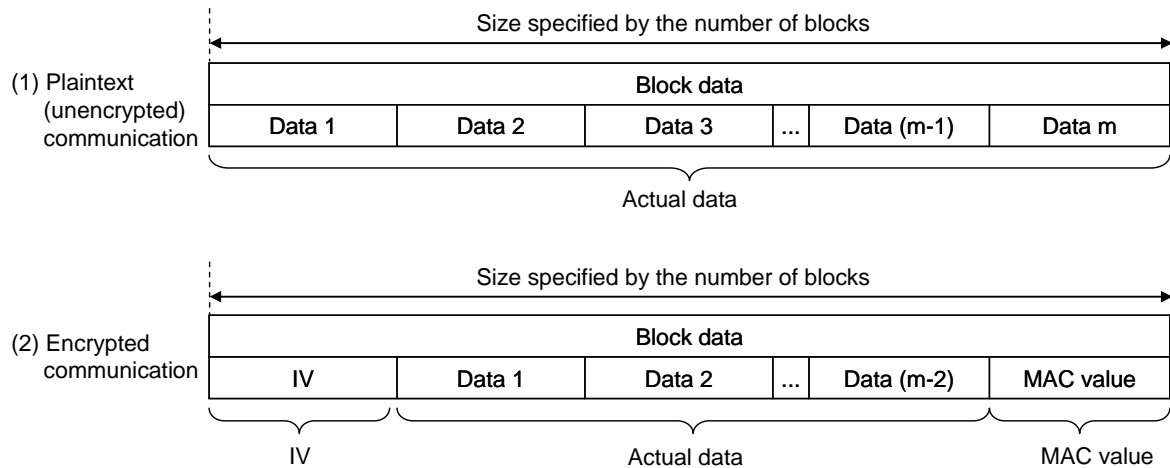 Size specified by the number of blocks
(1) Plaintext
(unencrypted)
communication
Block data
Data 1 Data 2 Data 3 ... Data (m-1) Data m
Actual data
Size specified by the number of blocks
(2) Encrypted
communication
Block data
IV Data 1 Data 2 ... Data (m-2) MAC value
IV Actual data MAC value